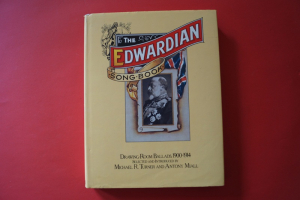 THE
EDWARDIAN
SONG BOOK
DRAWING-ROOM BALLADS 1900-1914
SELECTED AND INTRODUCED BY
MICHAEL R. TURNER AND ANTONY MIALL